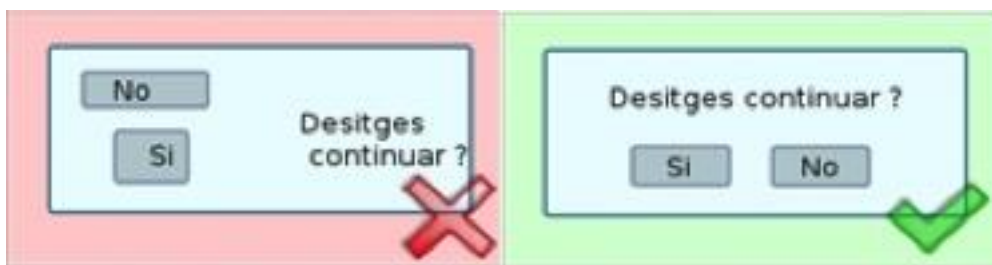 No
Si
Desitges
continuar ?
Desitges continuar ?
Si No